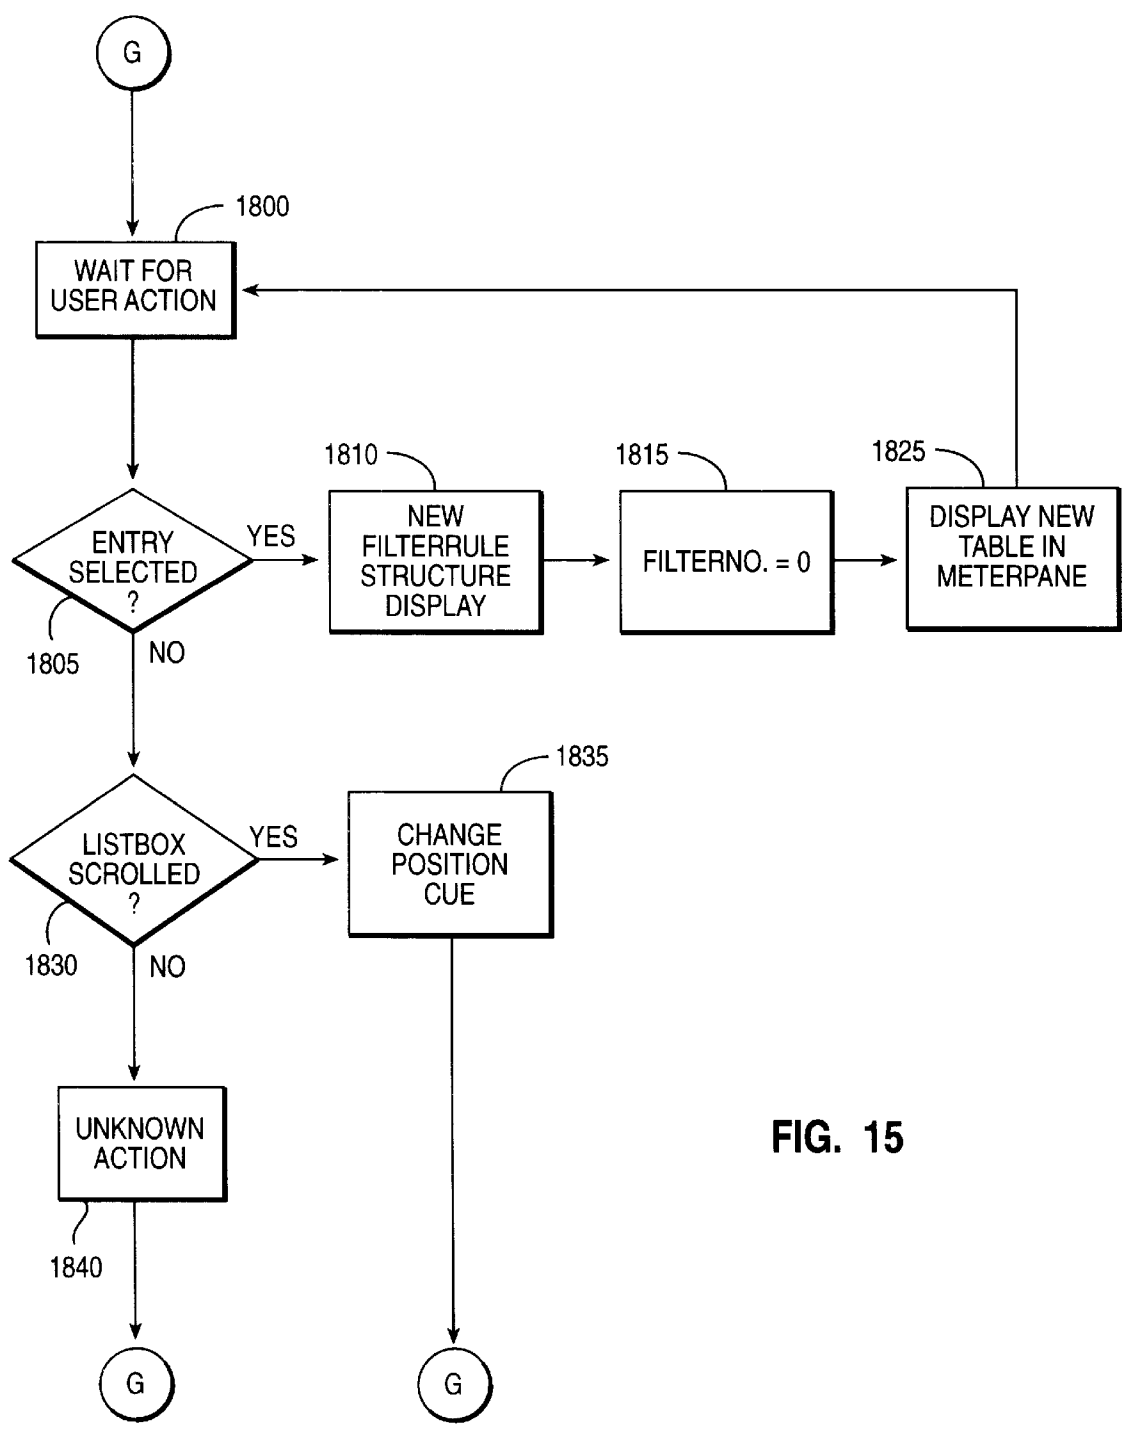 G
1800
WAIT FOR
USER ACTION
1810
1815
1825
ENTRY
SELECTED
?
YES
NEW
FILTERRULE
STRUCTURE
DISPLAY
FILTERNO. = 0
DISPLAY NEW
TABLE IN
METERPANE
1805
NO
1835
LISTBOX
SCROLLED
?
YES
CHANGE
POSITION
CUE
1830
NO
UNKNOWN
ACTION
FIG. 15
1840
G
G